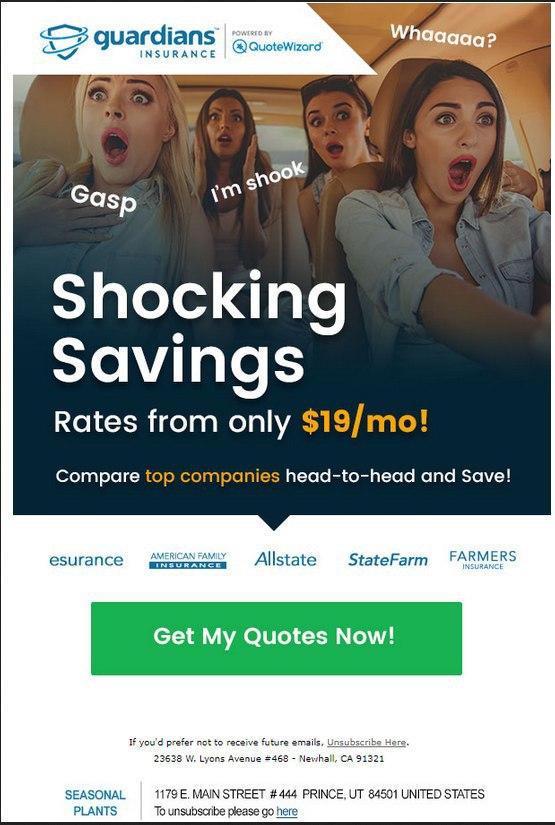 guardians™
INSURANCE
POWERED BY
QuoteWizard®
Whaaaaa?
Gasp
I'm shook
Shocking
Savings
Rates from only $19/mo!
Compare top companies head-to-head and Save!
esurance
AMERICAN FAMILY
INSURANCE
Allstate
StateFarm
FARMERS
INSURANCE
Get My Quotes Now!
If you'd prefer not to receive future emails, Unsubscribe Here.
23638 W. Lyons Avenue #468 - Newhall, CA 91321
SEASONAL
PLANTS
1179 E. MAIN STREET # 444 PRINCE, UT 84501 UNITED STATES
To unsubscribe please go here